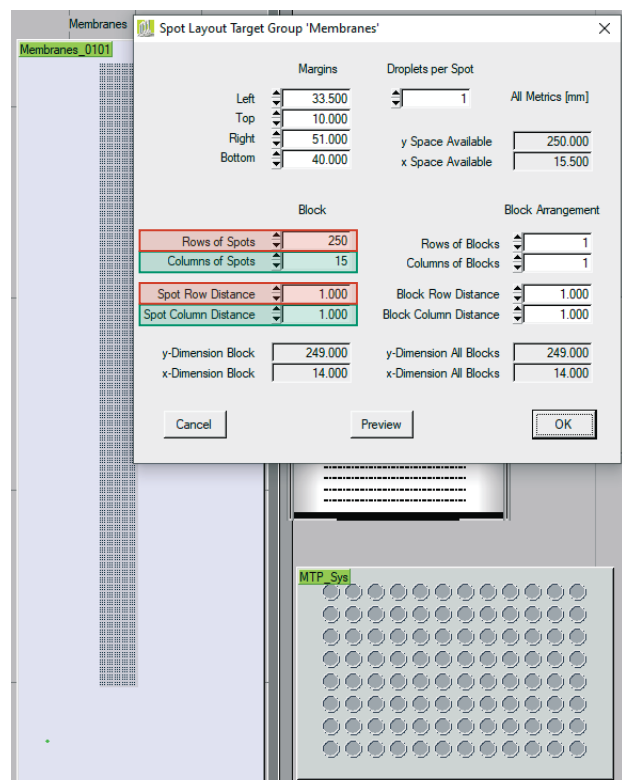 Membranes
Membranes_0101
Spot Layout Target Group 'Membranes'
Margins
Droplets per Spot
Left 33.500 1 All Metrics [mm]
Top 10.000
Right 51.000 y Space Available 250.000
Bottom 40.000 x Space Available 15.500
Block Block Arrangement
Rows of Spots 250 Rows of Blocks 1
Columns of Spots 15 Columns of Blocks 1
Spot Row Distance 1.000 Block Row Distance 1.000
Spot Column Distance 1.000 Block Column Distance 1.000
y-Dimension Block 249.000 y-Dimension All Blocks 249.000
x-Dimension Block 14.000 x-Dimension All Blocks 14.000
Cancel Preview OK
MTP_Sys